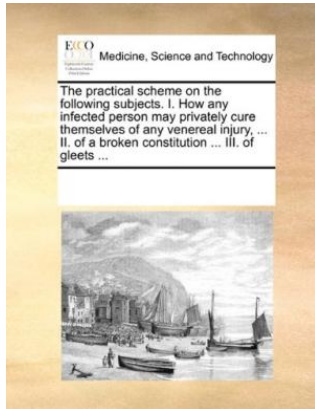 ECCO
Medicine, Science and Technology
The practical scheme on the
following subjects. I. How any
infected person may privately cure
themselves of any venereal injury, ...
II. of a broken constitution ... III. of
gleets ...